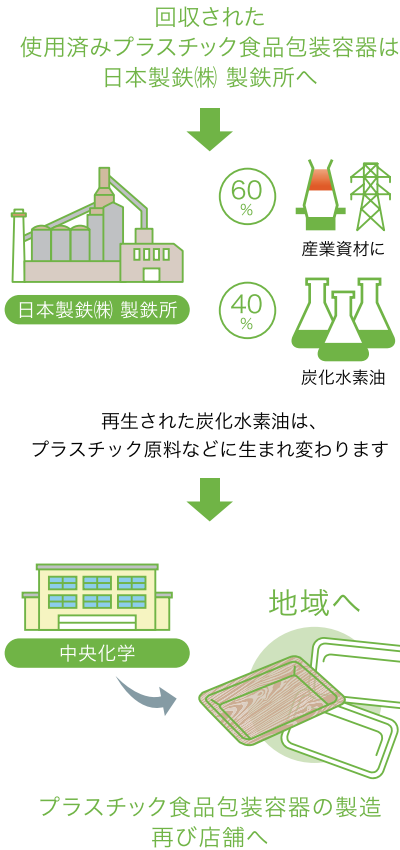 回収された
使用済みプラスチック食品包装容器は
日本製鉄㈱ 製鉄所へ
60
%
産業資材に
日本製鉄㈱ 製鉄所
40
%
炭化水素油
再生された炭化水素油は、
プラスチック原料などに生まれ変わります
地域へ
中央化学
プラスチック食品包装容器の製造
再び店舗へ